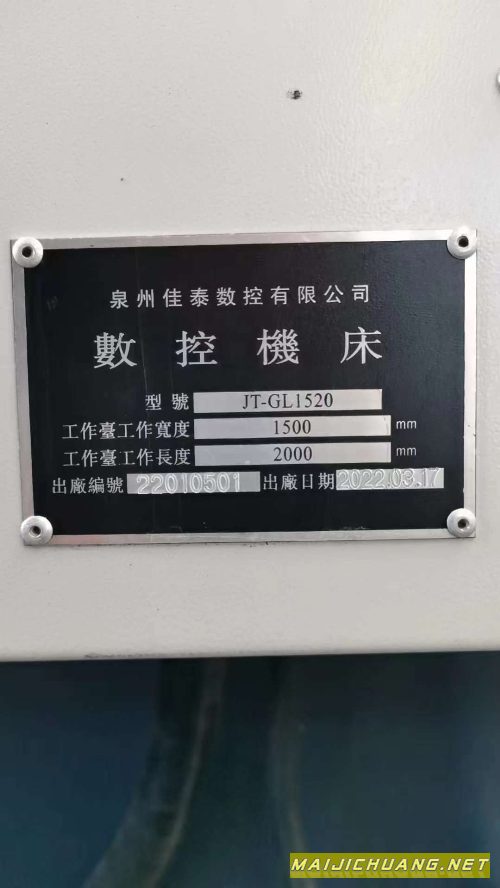 泉州佳泰数控有限公司
數控機床
型號 JT-GL1520
工作臺工作寬度 1500 mm
工作臺工作長度 2000 mm
出廠編號 22010501 出廠日期 2022.03.17
MAIJICHUANG.NET